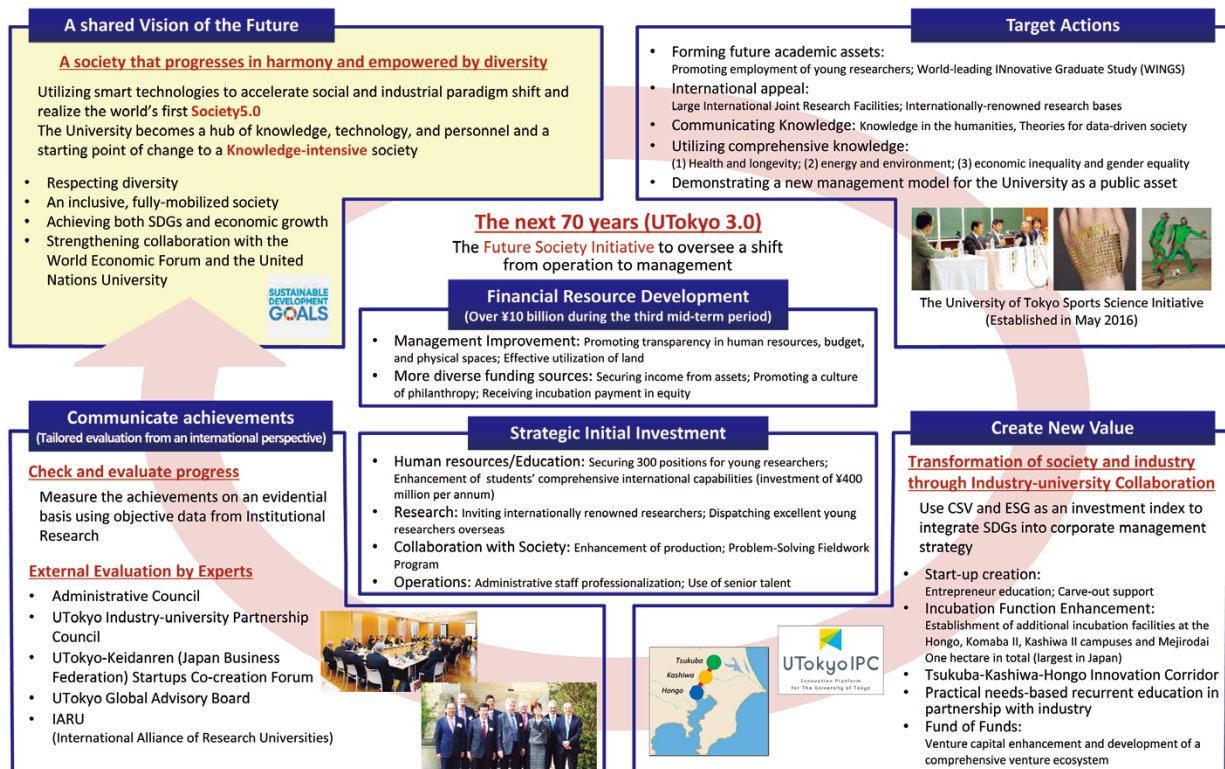 A shared Vision of the Future
A society that progresses in harmony and empowered by diversity
Utilizing smart technologies to accelerate social and industrial paradigm shift and
realize the world's first Society5.0
The University becomes a hub of knowledge, technology, and personnel and a
starting point of change to a Knowledge-intensive society
• Respecting diversity
• An inclusive, fully-mobilized society
• Achieving both SDGs and economic growth
• Strengthening collaboration with the
World Economic Forum and the United
Nations University
SUSTAINABLE
DEVELOPMENT
GOALS
Target Actions
• Forming future academic assets:
Promoting employment of young researchers; World-leading INnovative Graduate Study (WINGS)
• International appeal:
Large International Joint Research Facilities; Internationally-renowned research bases
• Communicating Knowledge: Knowledge in the humanities, Theories for data-driven society
• Utilizing comprehensive knowledge:
(1) Health and longevity; (2) energy and environment; (3) economic inequality and gender equality
• Demonstrating a new management model for the University as a public asset
The University of Tokyo Sports Science Initiative
(Established in May 2016)
The next 70 years (UTokyo 3.0)
The Future Society Initiative to oversee a shift
from operation to management
Financial Resource Development
(Over ¥10 billion during the third mid-term period)
• Management Improvement: Promoting transparency in human resources, budget,
and physical spaces; Effective utilization of land
• More diverse funding sources: Securing income from assets; Promoting a culture
of philanthropy; Receiving incubation payment in equity
Communicate achievements
(Tailored evaluation from an international perspective)
Check and evaluate progress
Measure the achievements on an evidential
basis using objective data from Institutional
Research
External Evaluation by Experts
• Administrative Council
• UTokyo Industry-university Partnership
Council
• UTokyo-Keidanren (Japan Business
Federation) Startups Co-creation Forum
• UTokyo Global Advisory Board
• IARU
(International Alliance of Research Universities)
Strategic Initial Investment
• Human resources/Education: Securing 300 positions for young researchers;
Enhancement of students' comprehensive international capabilities (investment of ¥400
million per annum)
• Research: Inviting internationally renowned researchers; Dispatching excellent young
researchers overseas
• Collaboration with Society: Enhancement of production; Problem-Solving Fieldwork
Program
• Operations: Administrative staff professionalization; Use of senior talent
Tsukuba
Kashiwa
Hongo
UTokyoIPC
Innovation Platform
for The University of Tokyo
Create New Value
Transformation of society and industry
through Industry-university Collaboration
Use CSV and ESG as an investment index to
integrate SDGs into corporate management
strategy
• Start-up creation:
Entrepreneur education; Carve-out support
• Incubation Function Enhancement:
Establishment of additional incubation facilities at the
Hongo, Komaba II, Kashiwa II campuses and Mejirodai
One hectare in total (largest in Japan)
• Tsukuba-Kashiwa-Hongo Innovation Corridor
• Practical needs-based recurrent education in
partnership with industry
• Fund of Funds:
Venture capital enhancement and development of a
comprehensive venture ecosystem